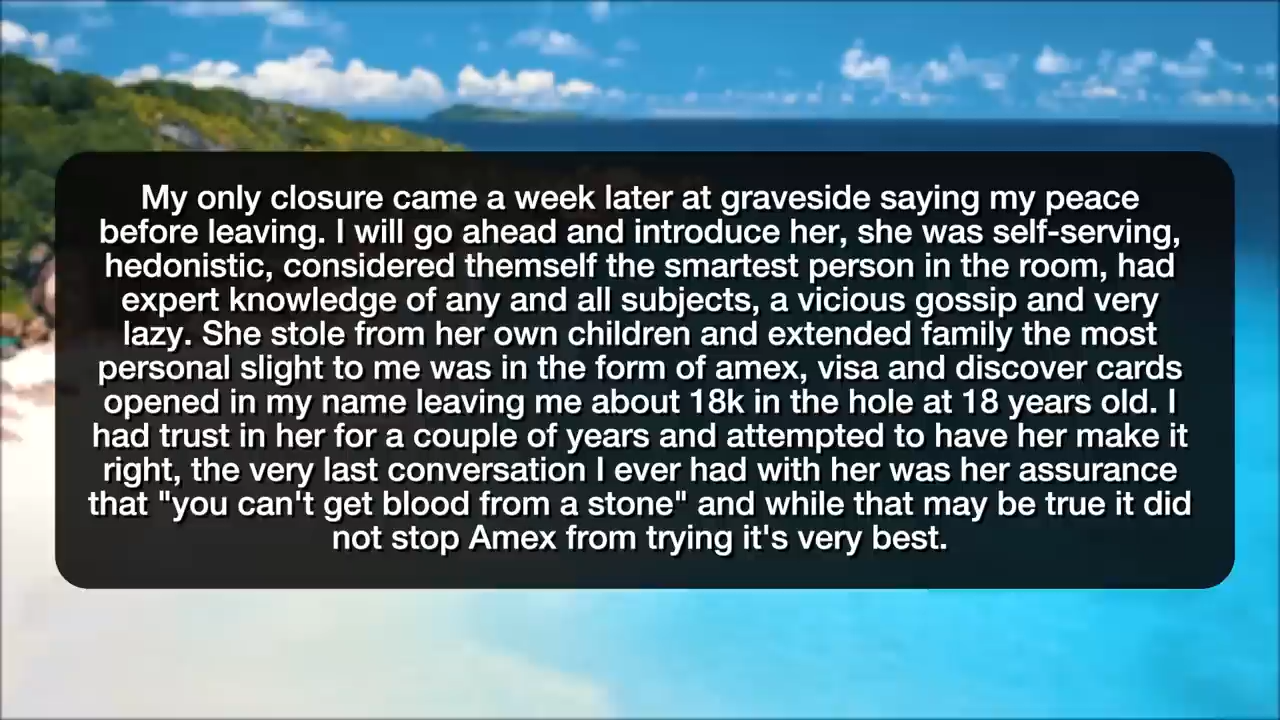 My only closure came a week later at graveside saying my peace
before leaving. I will go ahead and introduce her, she was self-serving,
hedonistic, considered themself the smartest person in the room, had
expert knowledge of any and all subjects, a vicious gossip and very
lazy. She stole from her own children and extended family the most
personal slight to me was in the form of amex, visa and discover cards
opened in my name leaving me about 18k in the hole at 18 years old. I
had trust in her for a couple of years and attempted to have her make it
right, the very last conversation I ever had with her was her assurance
that "you can't get blood from a stone" and while that may be true it did
not stop Amex from trying it's very best.